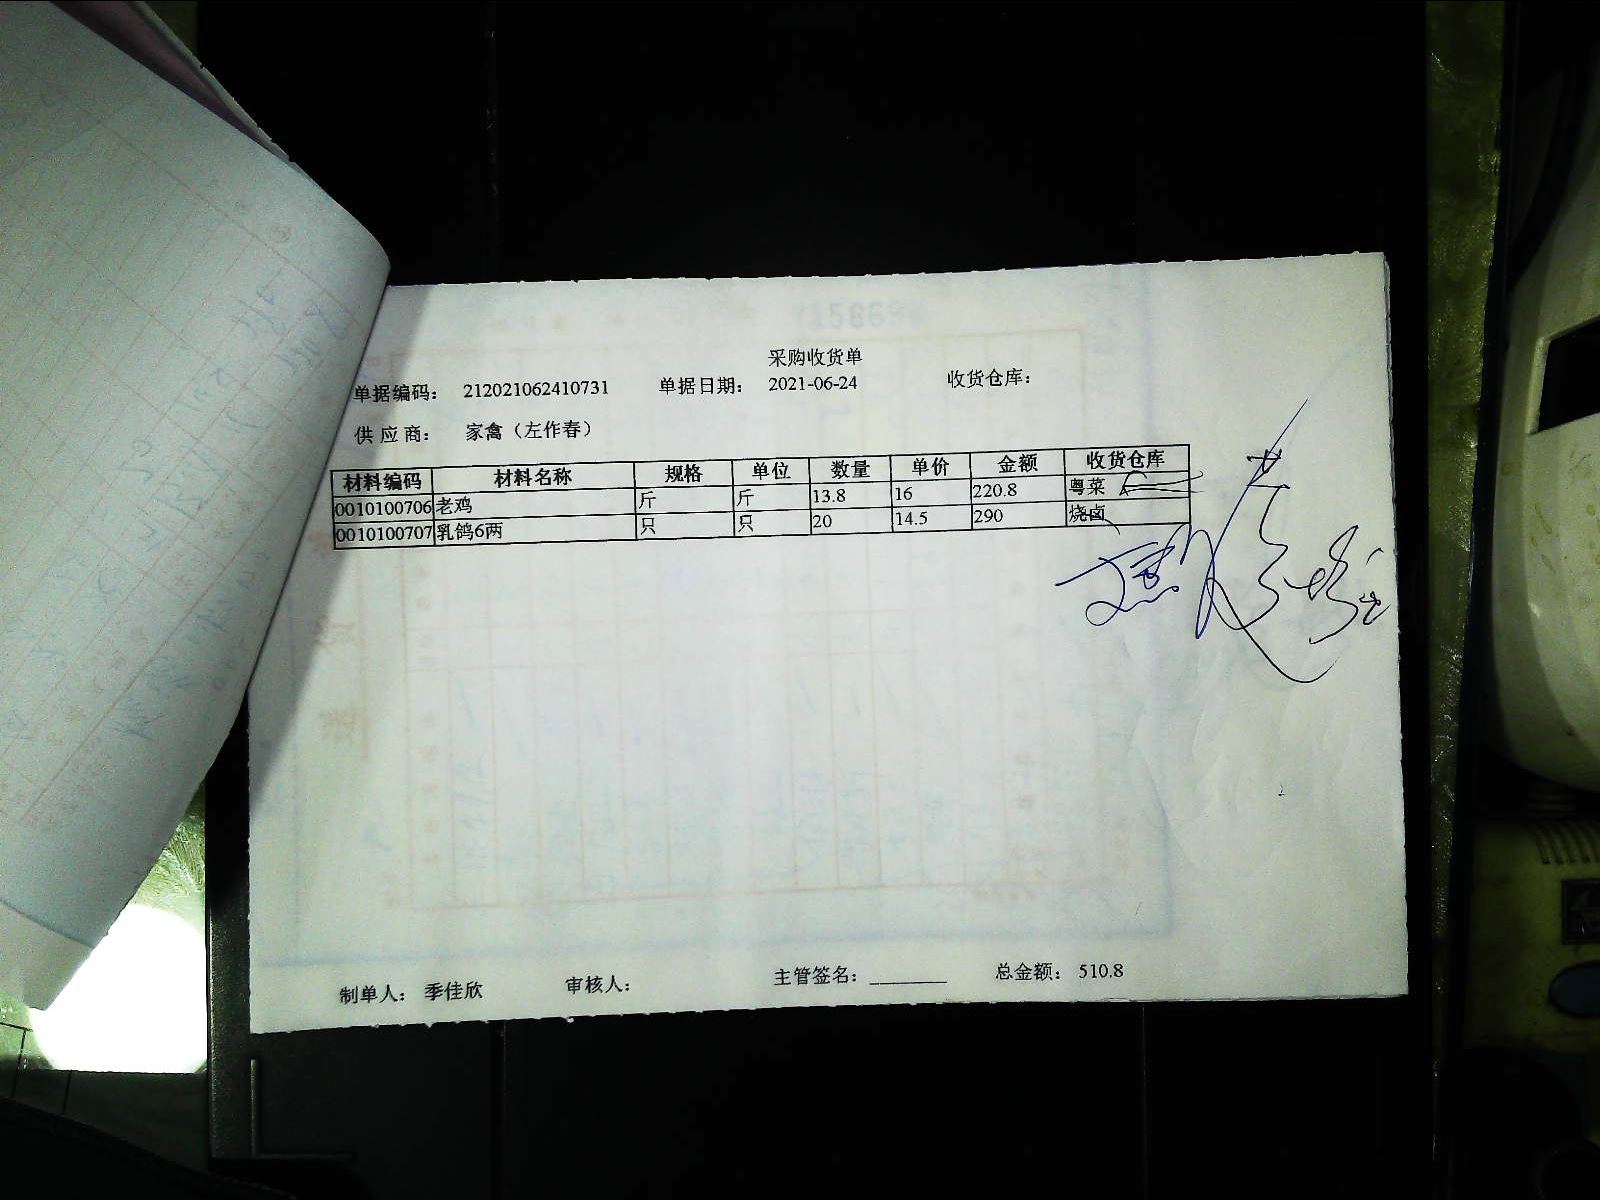 采购收货单
单据编码： 212021062410731 单据日期： 2021-06-24 收货仓库：
供应商： 家禽（左作春）
材料编码 材料名称 规格 单位 数量 单价 金额 收货仓库
0010100706 老鸡 斤 斤 13.8 16 220.8 粤菜
0010100707 乳鸽6两 只 只 20 14.5 290 烧卤
制单人： 季佳欣 审核人： 主管签名：________ 总金额： 510.8